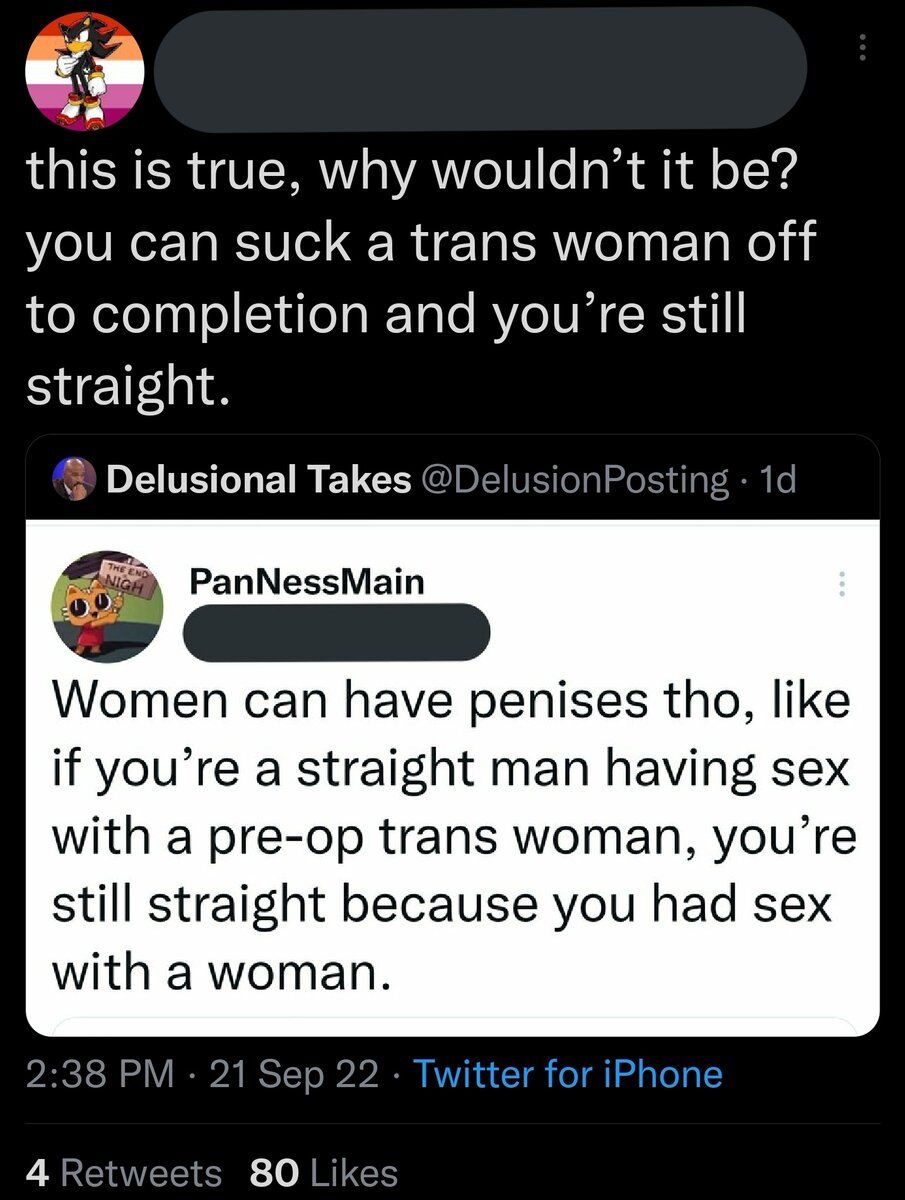 this is true, why wouldn’t it be?
you can suck a trans woman off
to completion and you’re still
straight.
Delusional Takes @DelusionPosting · 1d
THE END
NIGH
PanNessMain
Women can have penises tho, like
if you’re a straight man having sex
with a pre-op trans woman, you’re
still straight because you had sex
with a woman.
2:38 PM · 21 Sep 22 · Twitter for iPhone
4 Retweets 80 Likes